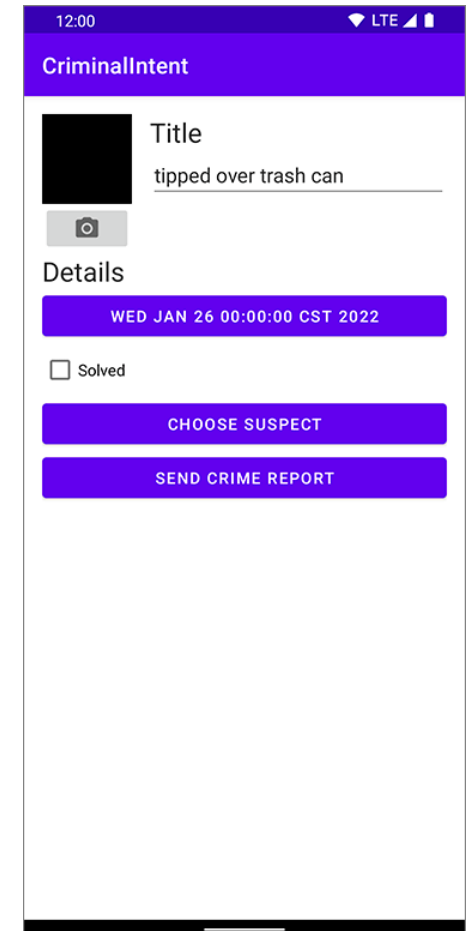 12:00 LTE
CriminalIntent
Title
tipped over trash can
Details
WED JAN 26 00:00:00 CST 2022
Solved
CHOOSE SUSPECT
SEND CRIME REPORT